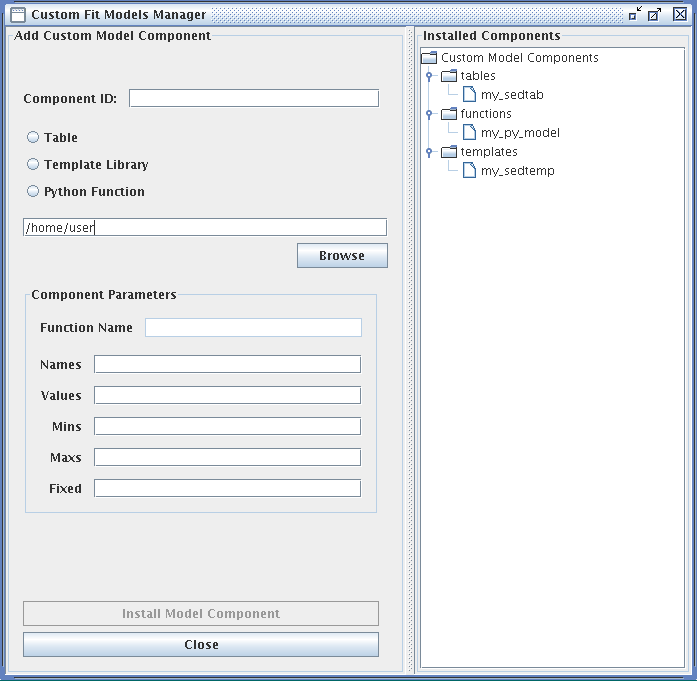 Custom Fit Models Manager
Add Custom Model Component
Component ID:
Table
Template Library
Python Function
/home/user
Browse
Component Parameters
Function Name
Names
Values
Mins
Maxs
Fixed
Install Model Component
Close
Installed Components
Custom Model Components
tables
my_sedtab
functions
my_py_model
templates
my_sedtemp